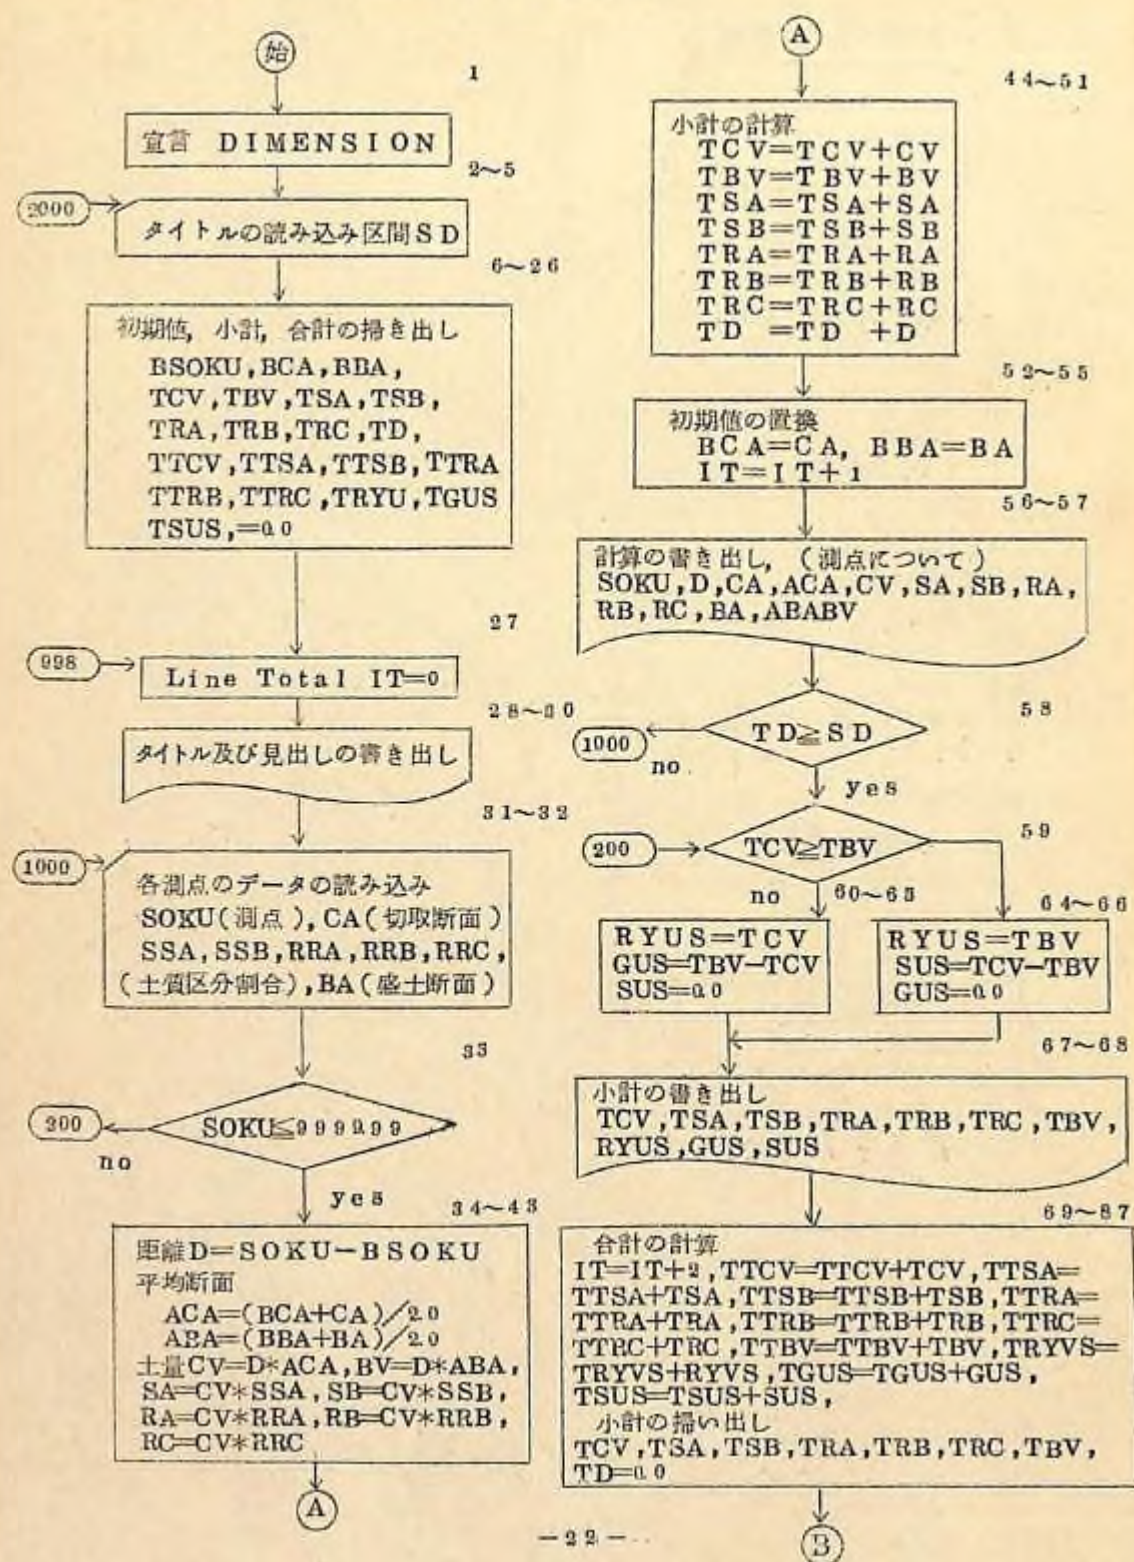 始
1
宣言 DIMENSION
2~5
2000
タイトルの読み込み区間SD
6~26
初期値, 小計, 合計の掃き出し
BSOKU,BCA,BBA,
TCV,TBV,TSA,TSB,
TRA,TRB,TRC,TD,
TTCV,TTSA,TTSB,TTRA
TTRB,TTRC,TRYU,TGUS
TSUS,=0.0
27
998
Line Total IT=0
28~30
タイトル及び見出しの書き出し
31~32
1000
各測点のデータの読み込み
SOKU(測点),CA(切取断面)
SSA,SSB,RRA,RRB,RRC,
(土質区分割合),BA(盛土断面)
33
200
SOKU≦9999.99
no
yes
34~43
距離D=SOKU-BSOKU
平均断面
ACA=(BCA+CA)/2.0
ABA=(BBA+BA)/2.0
土量CV=D*ACA,BV=D*ABA,
SA=CV*SSA,SB=CV*SSB,
RA=CV*RRA,RB=CV*RRB,
RC=CV*RRC
A
A
44~51
小計の計算
TCV=TCV+CV
TBV=TBV+BV
TSA=TSA+SA
TSB=TSB+SB
TRA=TRA+RA
TRB=TRB+RB
TRC=TRC+RC
TD =TD +D
52~55
初期値の置換
BCA=CA, BBA=BA
IT=IT+1
56~57
計算の書き出し, (測点について)
SOKU,D,CA,ACA,CV,SA,SB,RA,
RB,RC,BA,ABABV
58
TD≧SD
1000
no
yes
59
200
TCV≧TBV
no
60~63
64~66
RYUS=TCV
GUS=TBV-TCV
SUS=0.0
RYUS=TBV
SUS=TCV-TBV
GUS=0.0
67~68
小計の書き出し
TCV,TSA,TSB,TRA,TRB,TRC,TBV,
RYUS,GUS,SUS
69~87
合計の計算
IT=IT+2,TTCV=TTCV+TCV,TTSA=
TTSA+TSA,TTSB=TTSB+TSB,TTRA=
TTRA+TRA,TTRB=TTRB+TRB,TTRC=
TTRC+TRC,TTBV=TTBV+TBV,TRYVS=
TRYVS+RYVS,TGUS=TGUS+GUS,
TSUS=TSUS+SUS,
小計の掃い出し
TCV,TSA,TSB,TRA,TRB,TRC,TBV,
TD=0.0
B
-22-